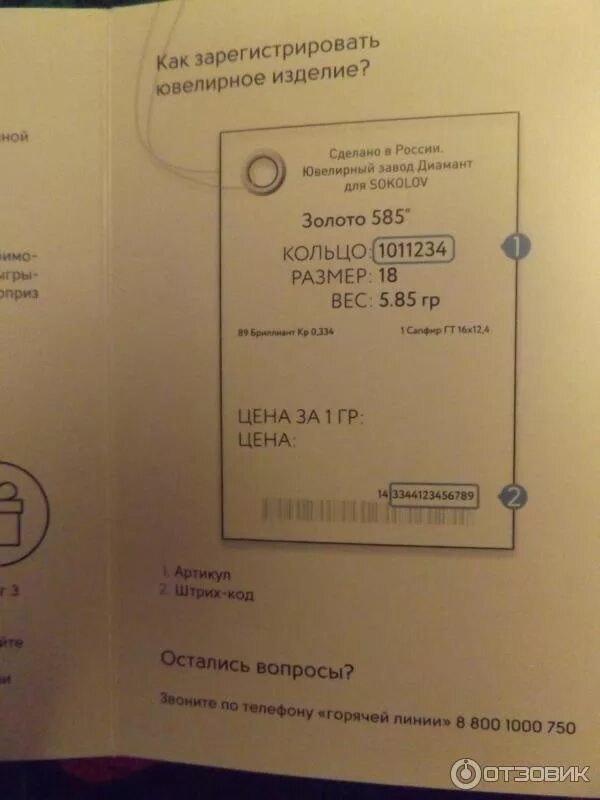 Как зарегистрировать
ювелирное изделие?
Сделано в России.
Ювелирный завод Диамант
для SOKOLOV
Золото 585°
КОЛЬЦО: 1011234
1
РАЗМЕР: 18
ВЕС: 5.85 гр
89 Бриллиант Кр 0,334
1 Сапфир ГТ 16х12,4
ЦЕНА ЗА 1 ГР:
ЦЕНА:
14 3344123456789
2
1. Артикул
2. Штрих-код
Остались вопросы?
Звоните по телефону «горячей линии» 8 800 1000 750
ОТЗОВИК